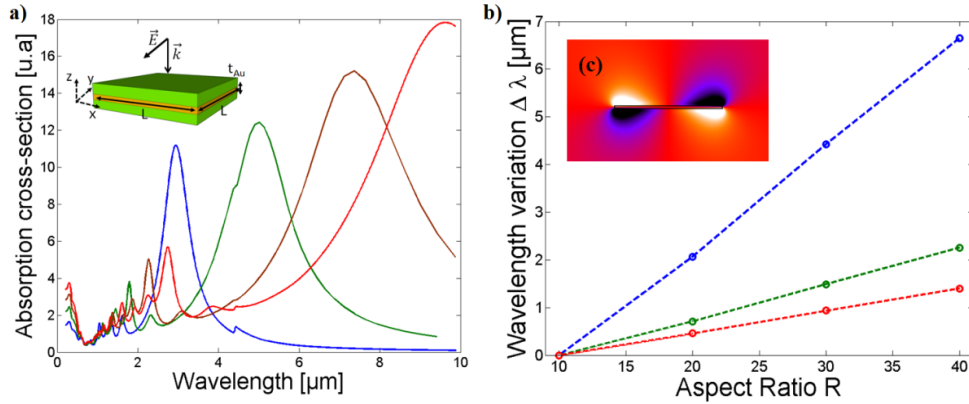 a)
Absorption cross-section [u.a]
18
16
14
12
10
8
6
4
2
0
0 2 4 6 8 10
Wavelength [µm]
E k
z y x
t Au
L L
b)
Wavelength variation Δ λ [µm]
7
6
5
4
3
2
1
0
10 15 20 25 30 35 40
Aspect Ratio R
(c)